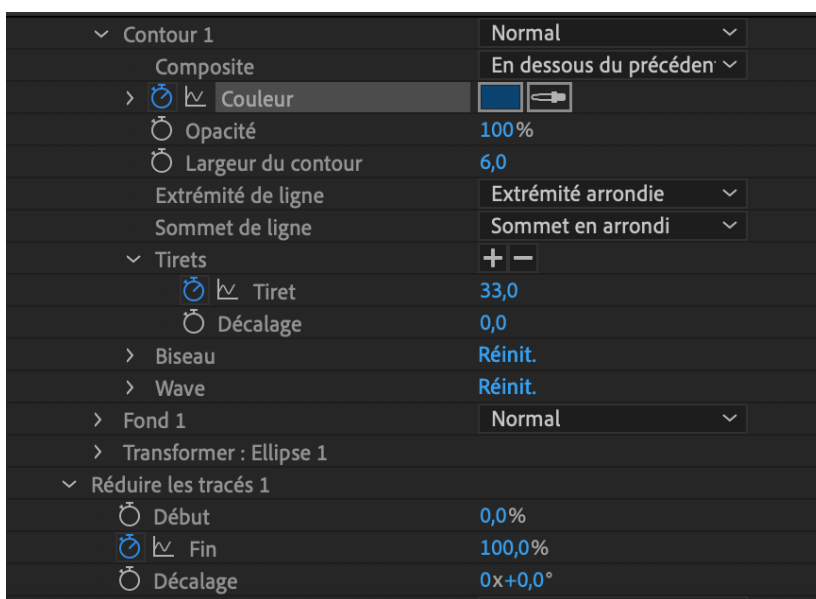 Contour 1 Normal
Composite En dessous du précéden
Couleur
Opacité 100%
Largeur du contour 6,0
Extrémité de ligne Extrémité arrondie
Sommet de ligne Sommet en arrondi
Tirets + −
Tiret 33,0
Décalage 0,0
Biseau Réinit.
Wave Réinit.
Fond 1 Normal
Transformer : Ellipse 1
Réduire les tracés 1
Début 0,0%
Fin 100,0%
Décalage 0x+0,0°